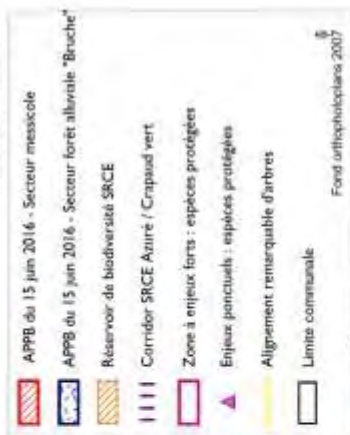 APPB du 15 juin 2016 - Secteur messicole
APPB du 15 juin 2016 - Secteur forêt alluviale "Bruche"
Réservoir de biodiversité SRCE
Corridor SRCE Azuré / Crapaud vert
Zone à enjeux forts : espèces protégées
Enjeux ponctuels : espèces protégées
Alignement remarquable d'arbres
Limite communale
Fond orthophotoplans 2007